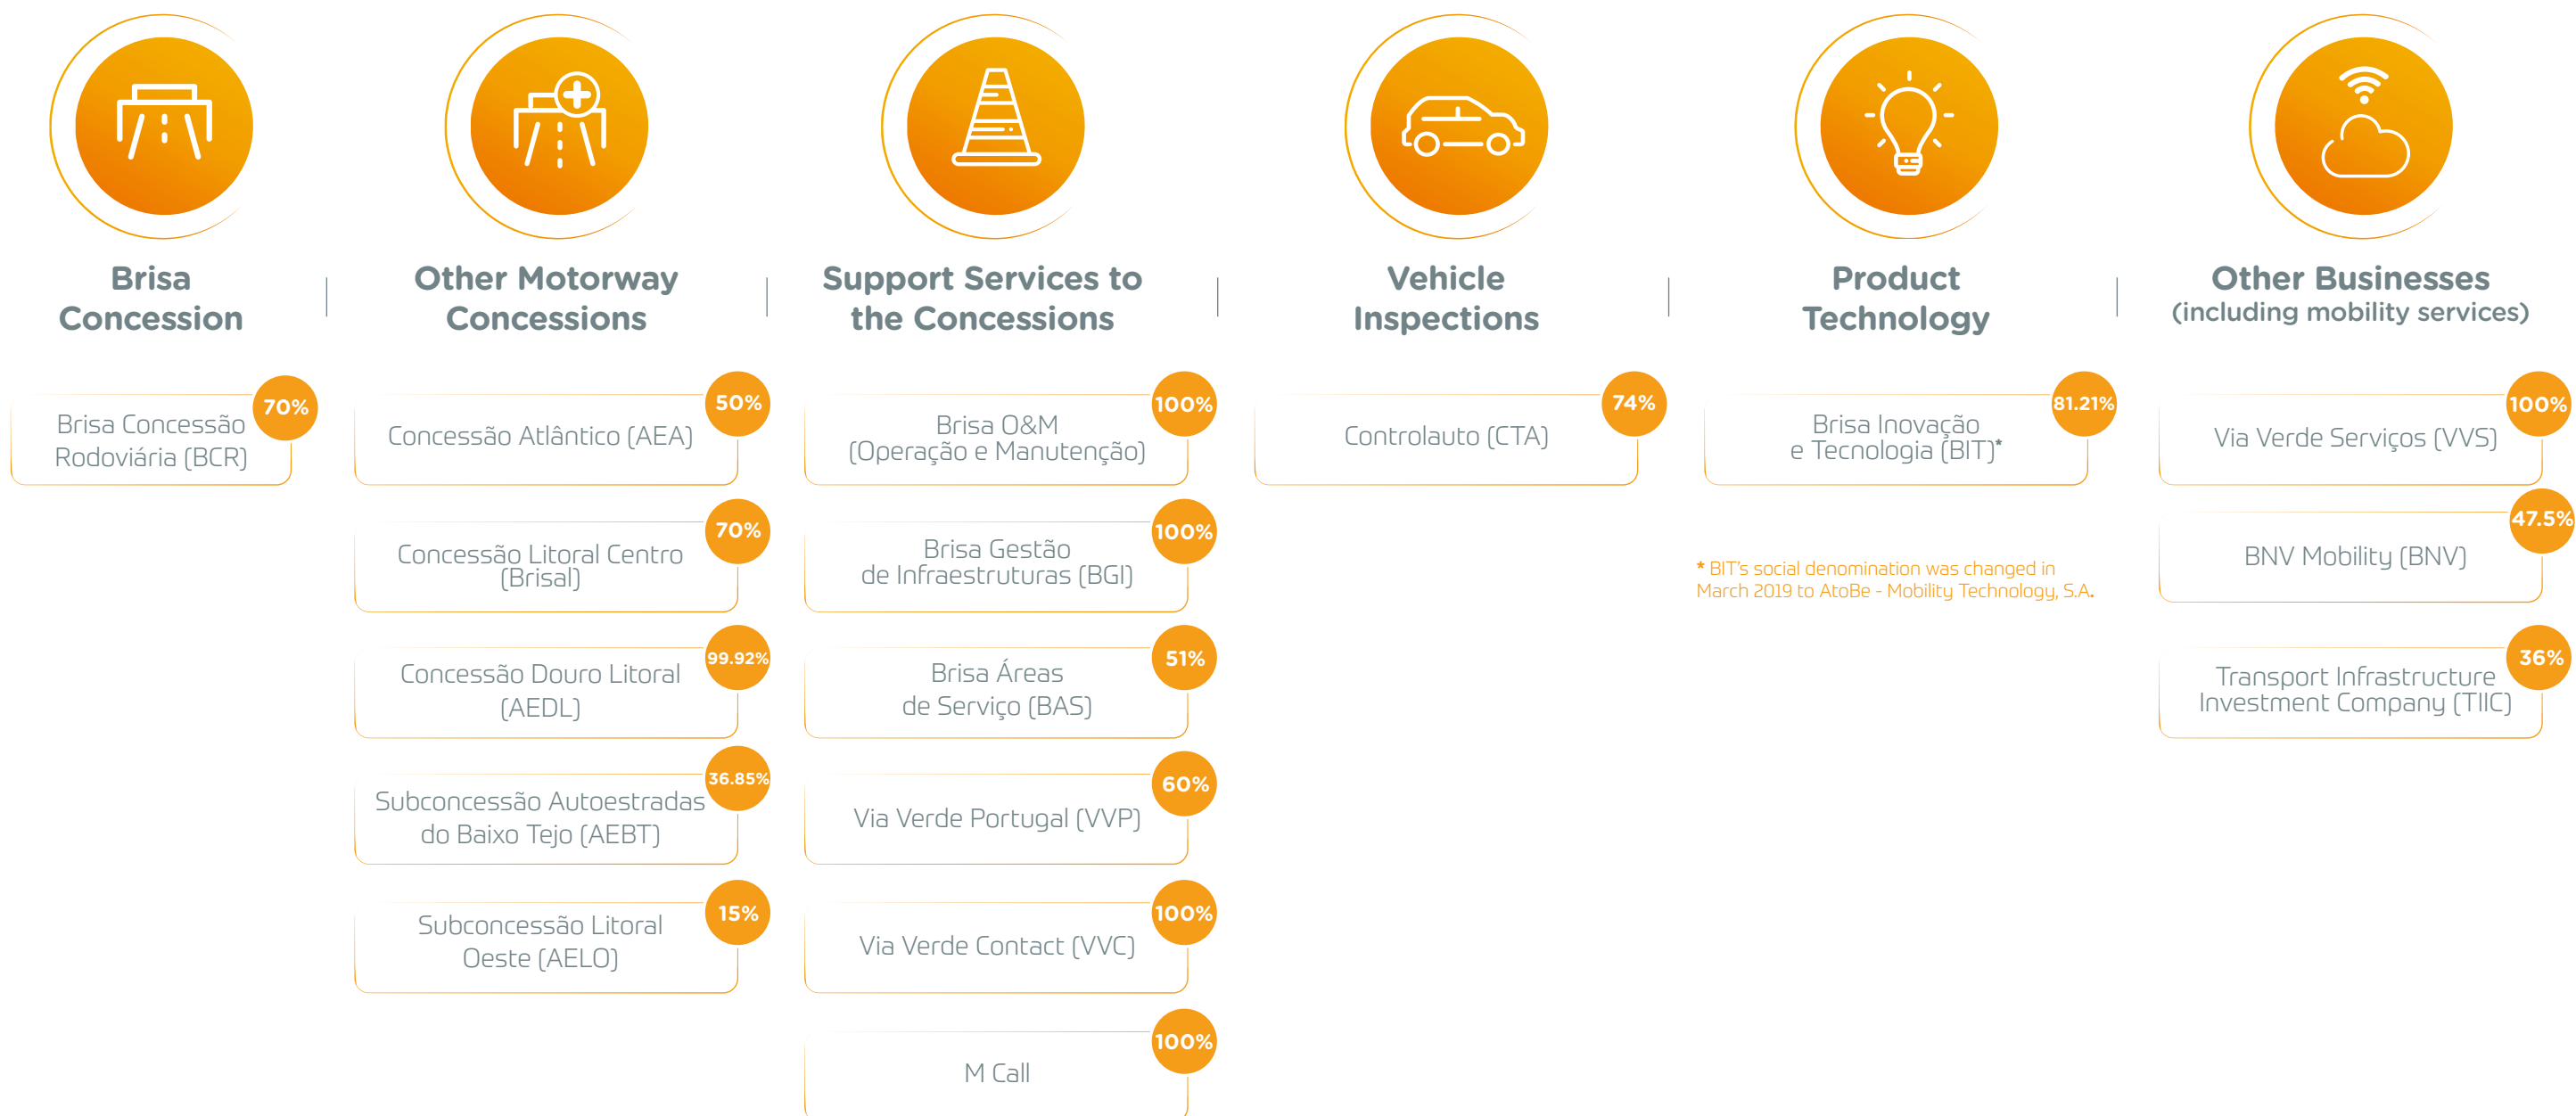 Brisa
Concession
70%
Brisa Concessão
Rodoviária (BCR)
Other Motorway
Concessions
50%
Concessão Atlântico (AEA)
70%
Concessão Litoral Centro
(Brisal)
99.92%
Concessão Douro Litoral
(AEDL)
36.85%
Subconcessão Autoestradas
do Baixo Tejo (AEBT)
15%
Subconcessão Litoral
Oeste (AELO)
Support Services to
the Concessions
100%
Brisa O&M
(Operação e Manutenção)
100%
Brisa Gestão
de Infraestruturas (BGI)
51%
Brisa Áreas
de Serviço (BAS)
60%
Via Verde Portugal (VVP)
100%
Via Verde Contact (VVC)
100%
M Call
Vehicle
Inspections
74%
Controlauto (CTA)
Product
Technology
81.21%
Brisa Inovação
e Tecnologia (BIT)*
* BIT's social denomination was changed in
March 2019 to AtoBe - Mobility Technology, S.A.
Other Businesses
(including mobility services)
100%
Via Verde Serviços (VVS)
47.5%
BNV Mobility (BNV)
36%
Transport Infrastructure
Investment Company (TIIC)